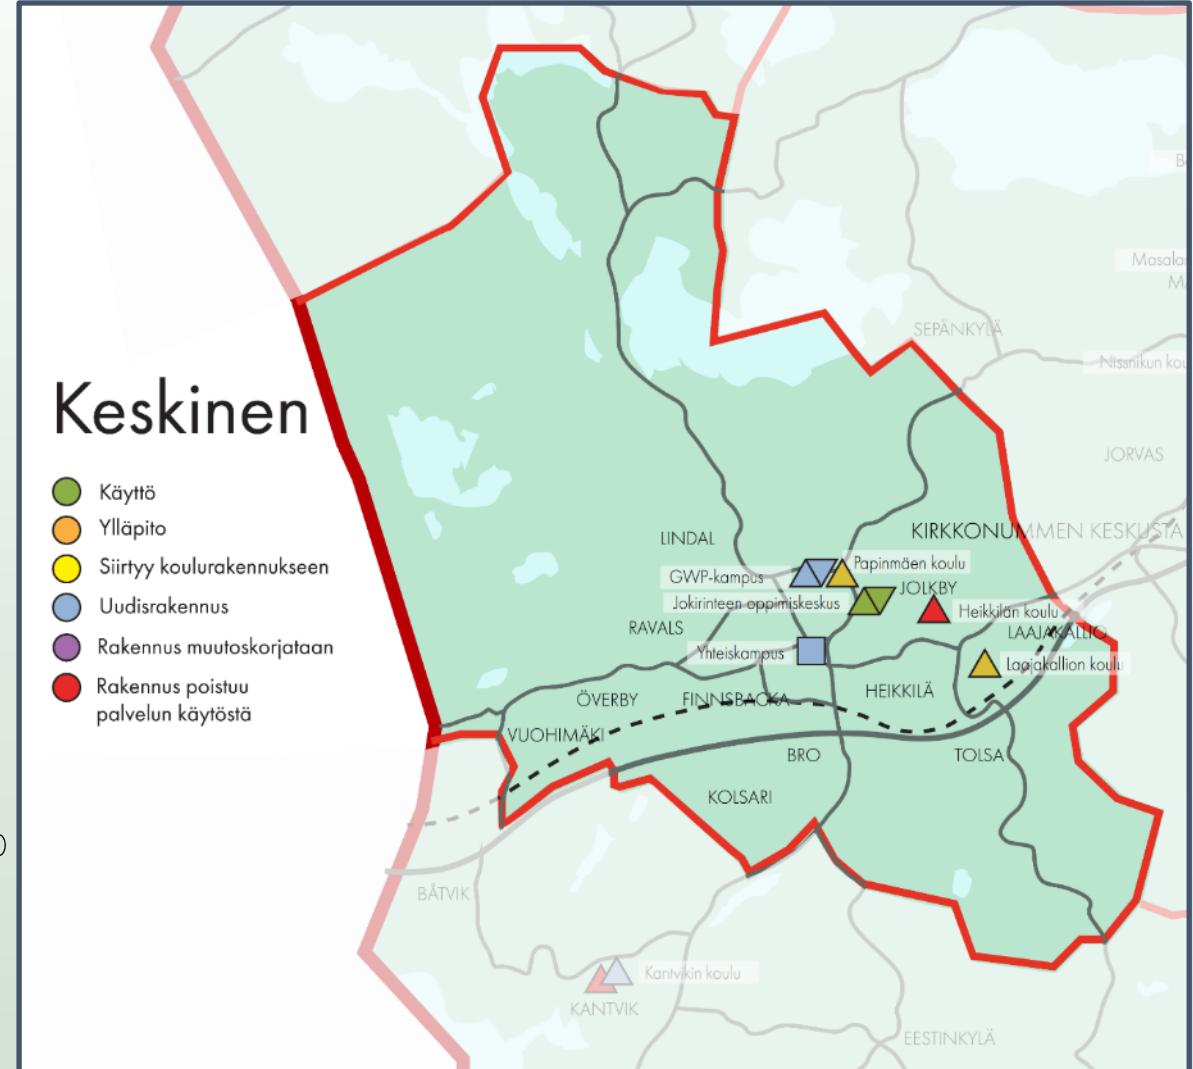 Keskinen
Käyttö
Ylläpito
Siirtyy koulurakennukseen
Uudisrakennus
Rakennus muutoskorjataan
Rakennus poistuu
palvelun käytöstä
SEPÄNKYLÄ
Nissnikun kou
JORVAS
KIRKKONUMMEN KESKUSTA
LINDAL
Papinmäen koulu
GWP-kampus
JOLKBY
Jokirinteen oppimiskeskus
Heikkilän koulu
RAVALS
LAAJAKALLIO
Yhteiskampus
Laajakallion koulu
HEIKKILÄ
ÖVERBY
FINNSBACKA
VUOHIMÄKI
BRO
TOLSA
KOLSARI
BÅTVIK
Kantvikin koulu
KANTVIK
EESTINKYLÄ